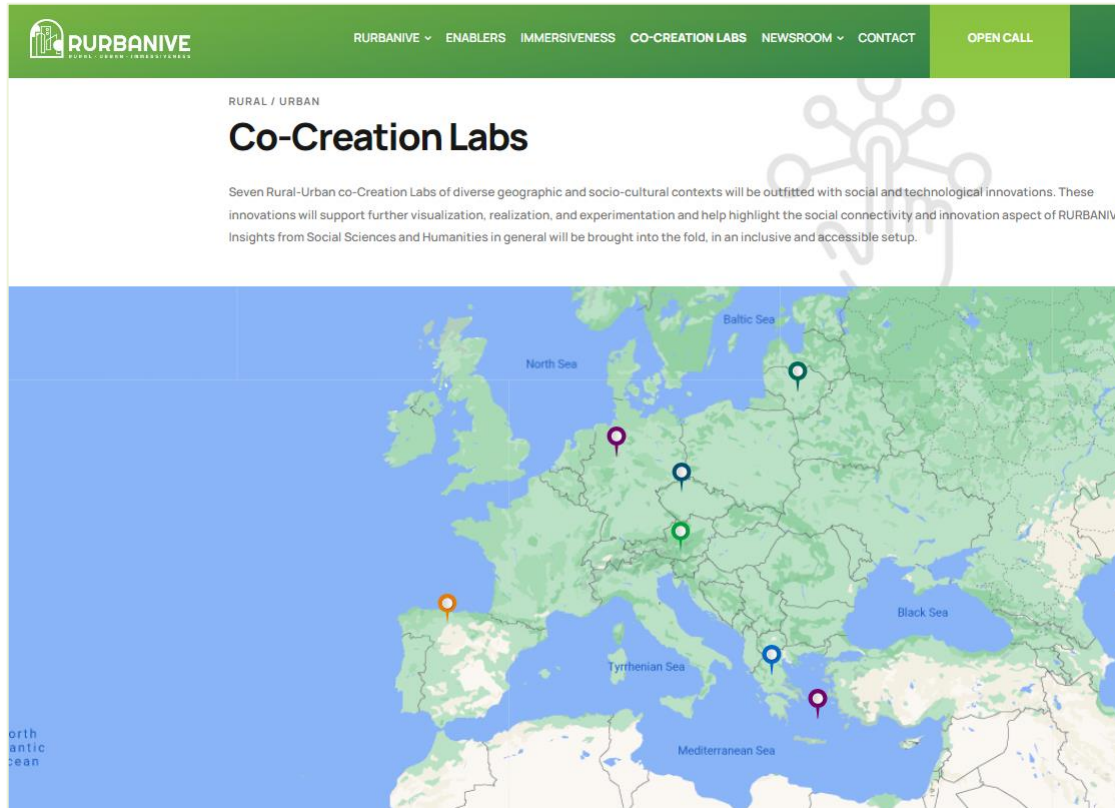 RURBANIVE
RURAL · URBAN · IMMERSIVENESS
RURBANIVE
ENABLERS
IMMERSIVENESS
CO-CREATION LABS
NEWSROOM
CONTACT
OPEN CALL
RURAL / URBAN
Co-Creation Labs
Seven Rural-Urban co-Creation Labs of diverse geographic and socio-cultural contexts will be outfitted with social and technological innovations. These
innovations will support further visualization, realization, and experimentation and help highlight the social connectivity and innovation aspect of RURBANIV
Insights from Social Sciences and Humanities in general will be brought into the fold, in an inclusive and accessible setup.
Baltic Sea
North Sea
Black Sea
Tyrrhenian Sea
Mediterranean Sea
orth
antic
cean